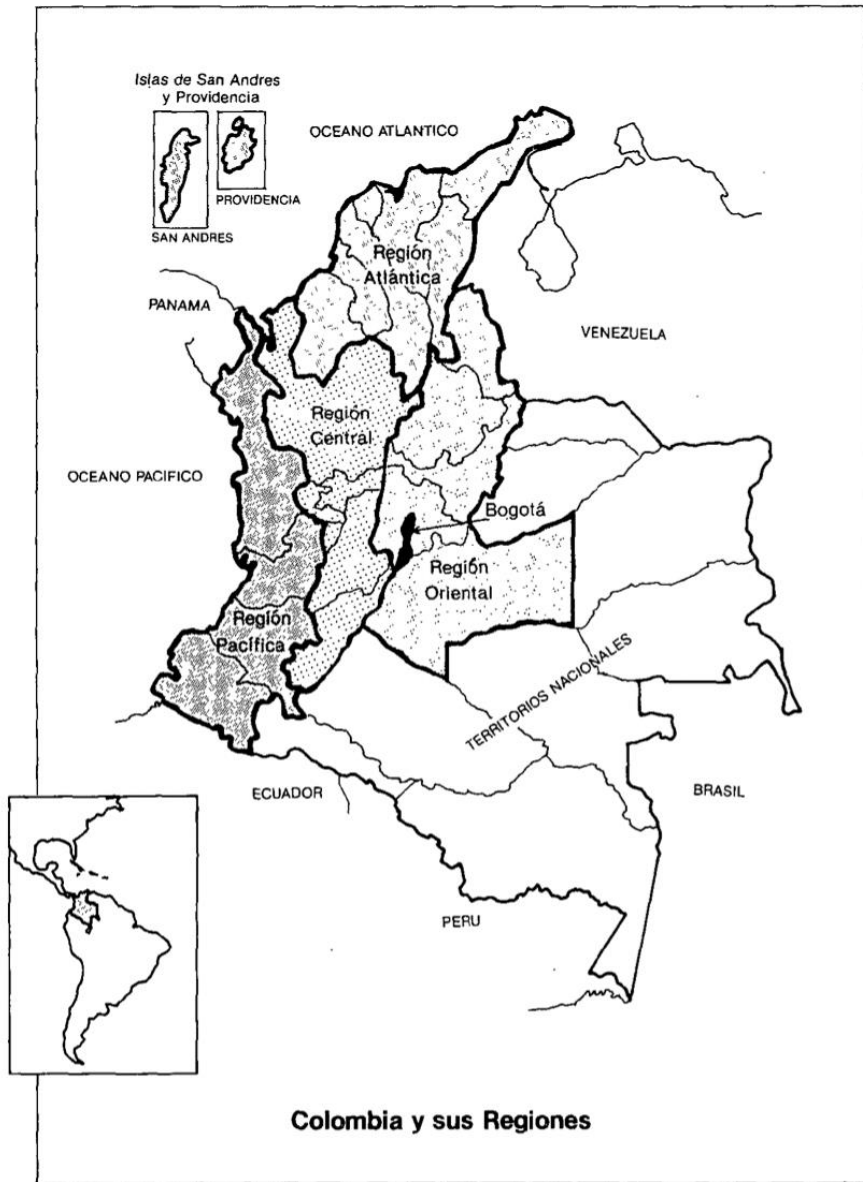 Islas de San Andres
y Providencia
OCEANO ATLANTICO
PROVIDENCIA
SAN ANDRES
Región
Atlántica
PANAMA
VENEZUELA
Región
Central
OCEANO PACIFICO
Bogotá
Región
Oriental
Región
Pacífica
TERRITORIOS NACIONALES
ECUADOR
BRASIL
PERU
Colombia y sus Regiones